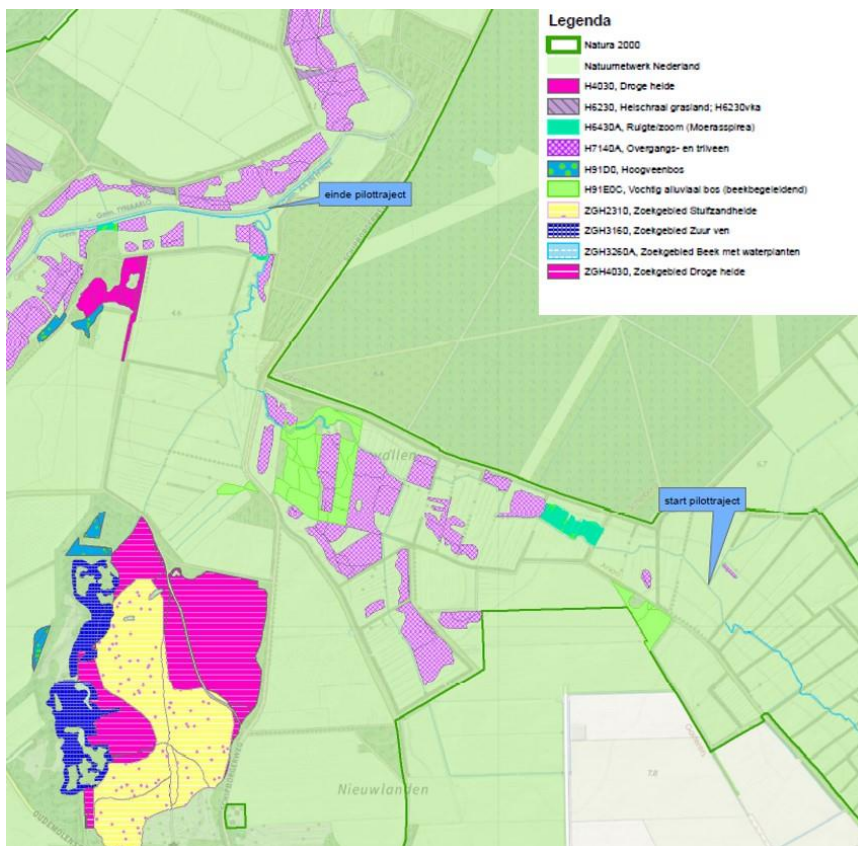 Legenda
Natura 2000
Natuurnetwerk Nederland
H4030, Droge heide
H6230, Heischraal grasland; H6230vka
H6430A, Ruigte/zoom (Moerasspirea)
H7140A, Overgangs- en trilveen
H91D0, Hoogveenbos
H91E0C, Vochtig alluviaal bos (beekbegeleidend)
ZGH2310, Zoekgebied Stuifzandheide
ZGH3160, Zoekgebied Zuur ven
ZGH3260A, Zoekgebied Beek met waterplanten
ZGH4030, Zoekgebied Droge heide
einde pilottraject
start pilottraject
Nieuwlanden